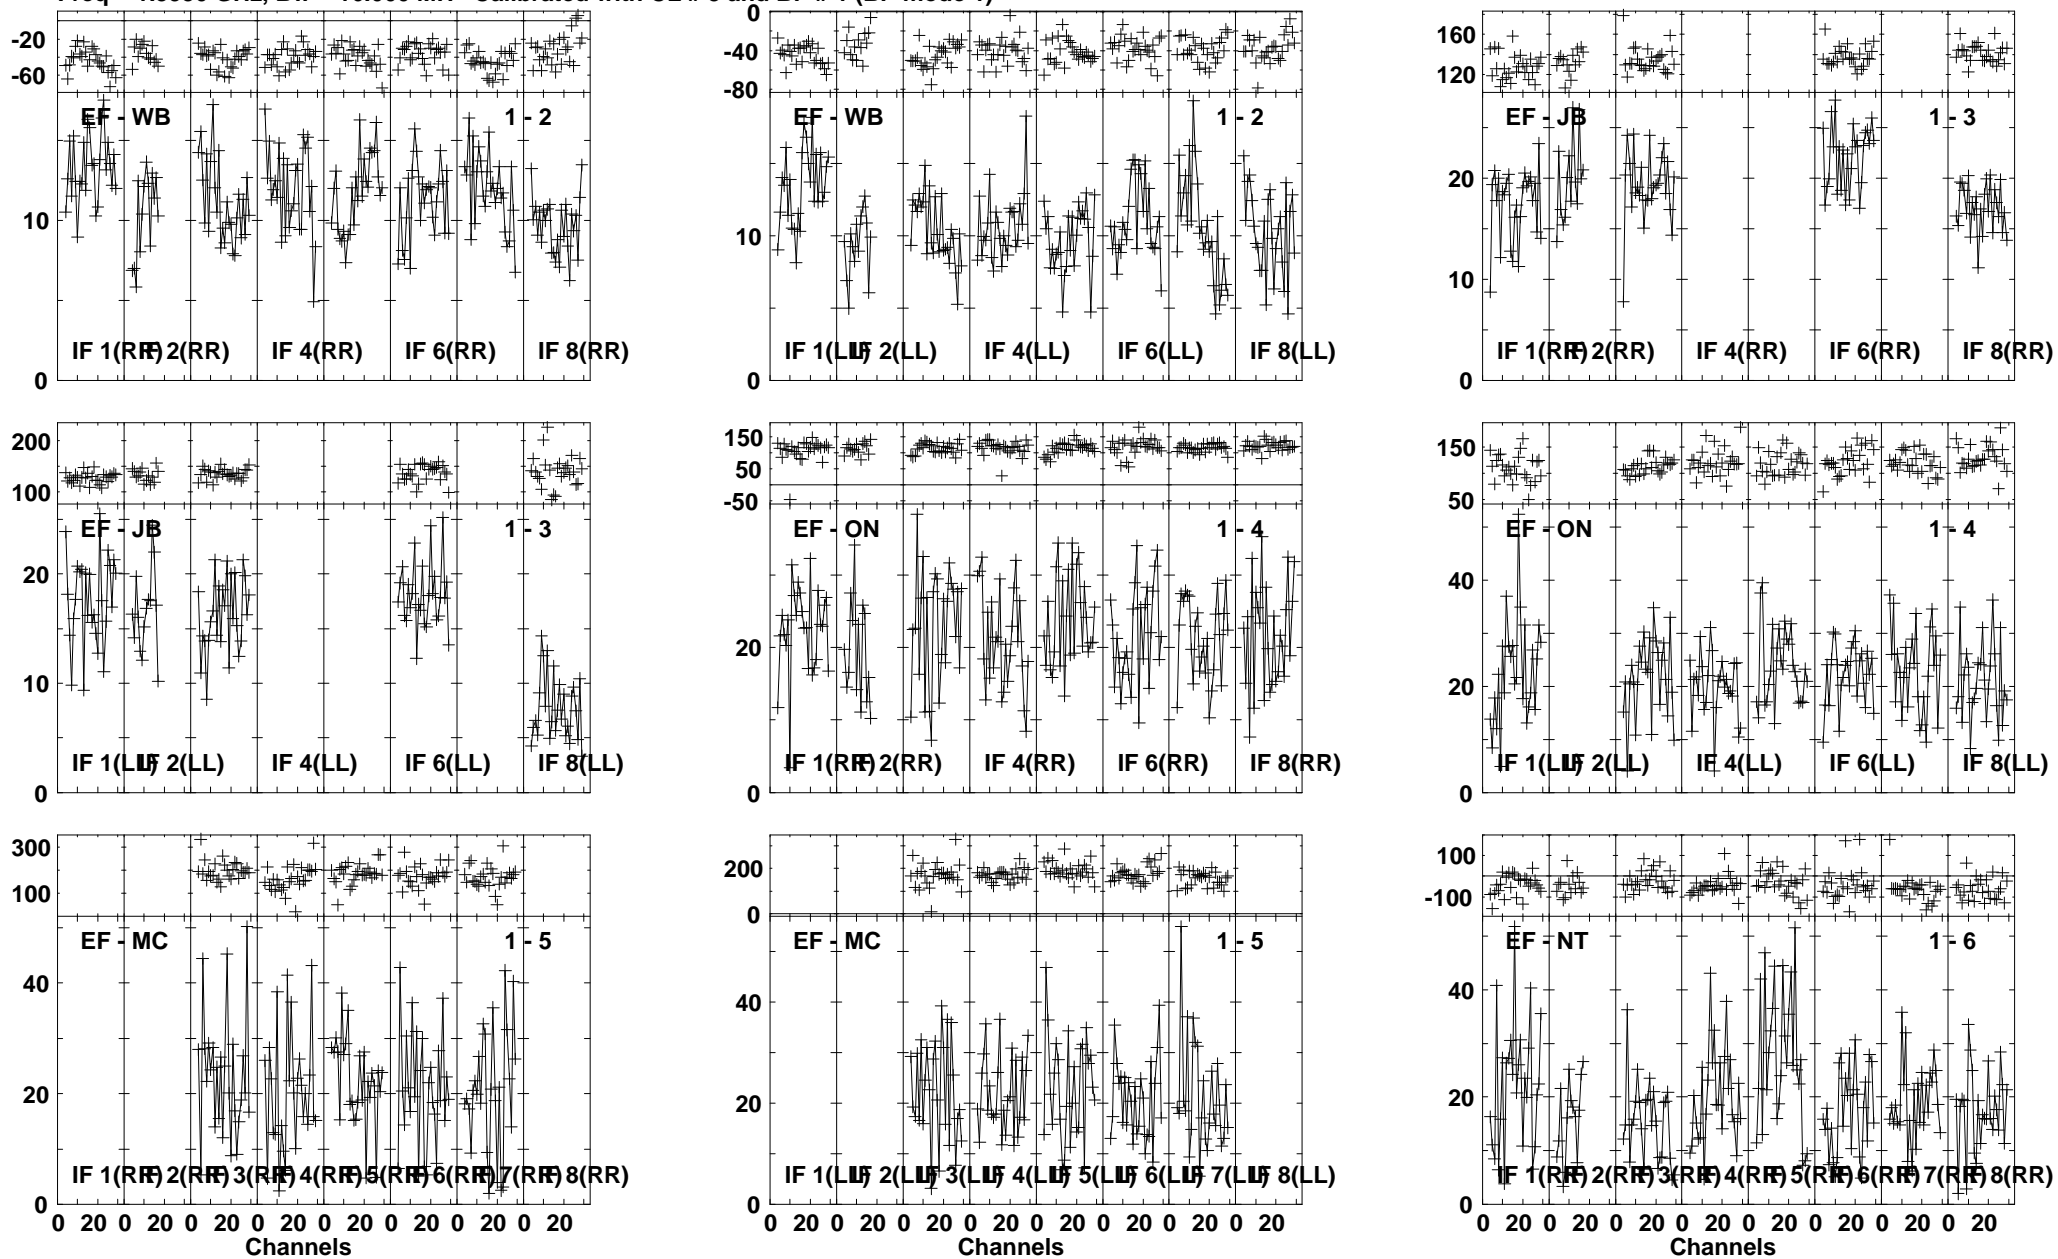 -20
-60
EF - WB 1 - 2
10
IF 1(RR) IF 2(RR) IF 4(RR) IF 6(RR) IF 8(RR)
0
0
-40
-80
EF - WB 1 - 2
10
IF 1(LL) IF 2(LL) IF 4(LL) IF 6(LL) IF 8(LL)
0
160
120
EF - JB 1 - 3
20
10
IF 1(RR) IF 2(RR) IF 4(RR) IF 6(RR) IF 8(RR)
0
200
100
EF - JB 1 - 3
20
10
IF 1(LL) IF 2(LL) IF 4(LL) IF 6(LL) IF 8(LL)
0
150
50
-50
EF - ON 1 - 4
20
IF 1(RR) IF 2(RR) IF 4(RR) IF 6(RR) IF 8(RR)
0
150
50
EF - ON 1 - 4
40
20
IF 1(LL) IF 2(LL) IF 4(LL) IF 6(LL) IF 8(LL)
0
300
100
EF - MC 1 - 5
40
20
IF 1(RR) IF 2(RR) IF 3(RR) IF 4(RR) IF 5(RR) IF 6(RR) IF 7(RR) IF 8(RR)
0
0 20 0 20 0 20 0 20 0 20 0 20 0 20 0 20
Channels
200
0
EF - MC 1 - 5
40
20
IF 1(LL) IF 2(LL) IF 3(LL) IF 4(LL) IF 5(LL) IF 6(LL) IF 7(LL) IF 8(LL)
0
0 20 0 20 0 20 0 20 0 20 0 20 0 20 0 20
Channels
100
-100
EF - NT 1 - 6
40
20
IF 1(RR) IF 2(RR) IF 3(RR) IF 4(RR) IF 5(RR) IF 6(RR) IF 7(RR) IF 8(RR)
0
0 20 0 20 0 20 0 20 0 20 0 20 0 20 0 20
Channels